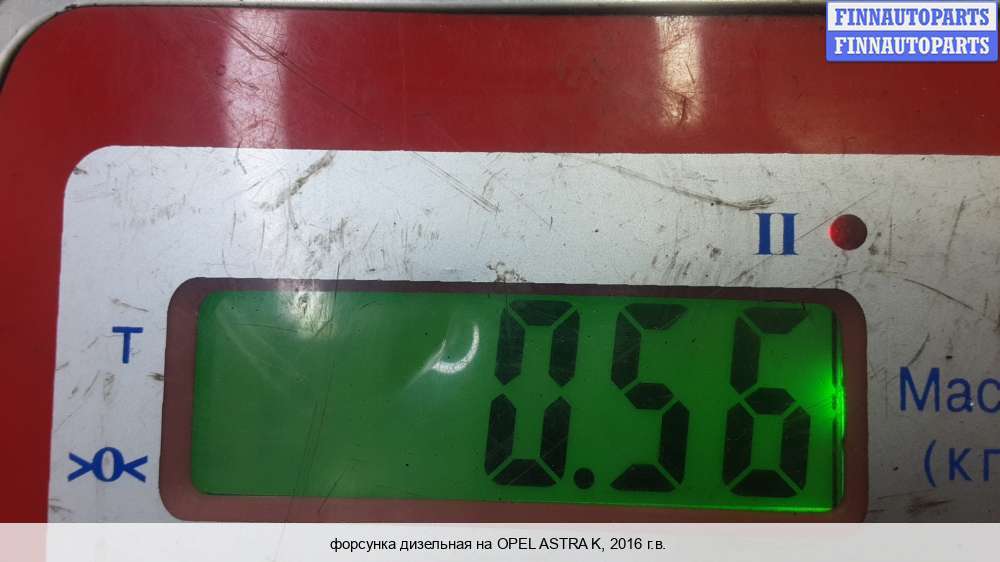 FINNAUTOPARTS
FINNAUTOPARTS
II
T
0.56
Мас
>0<
(кг
форсунка дизельная на OPEL ASTRA K, 2016 г.в.